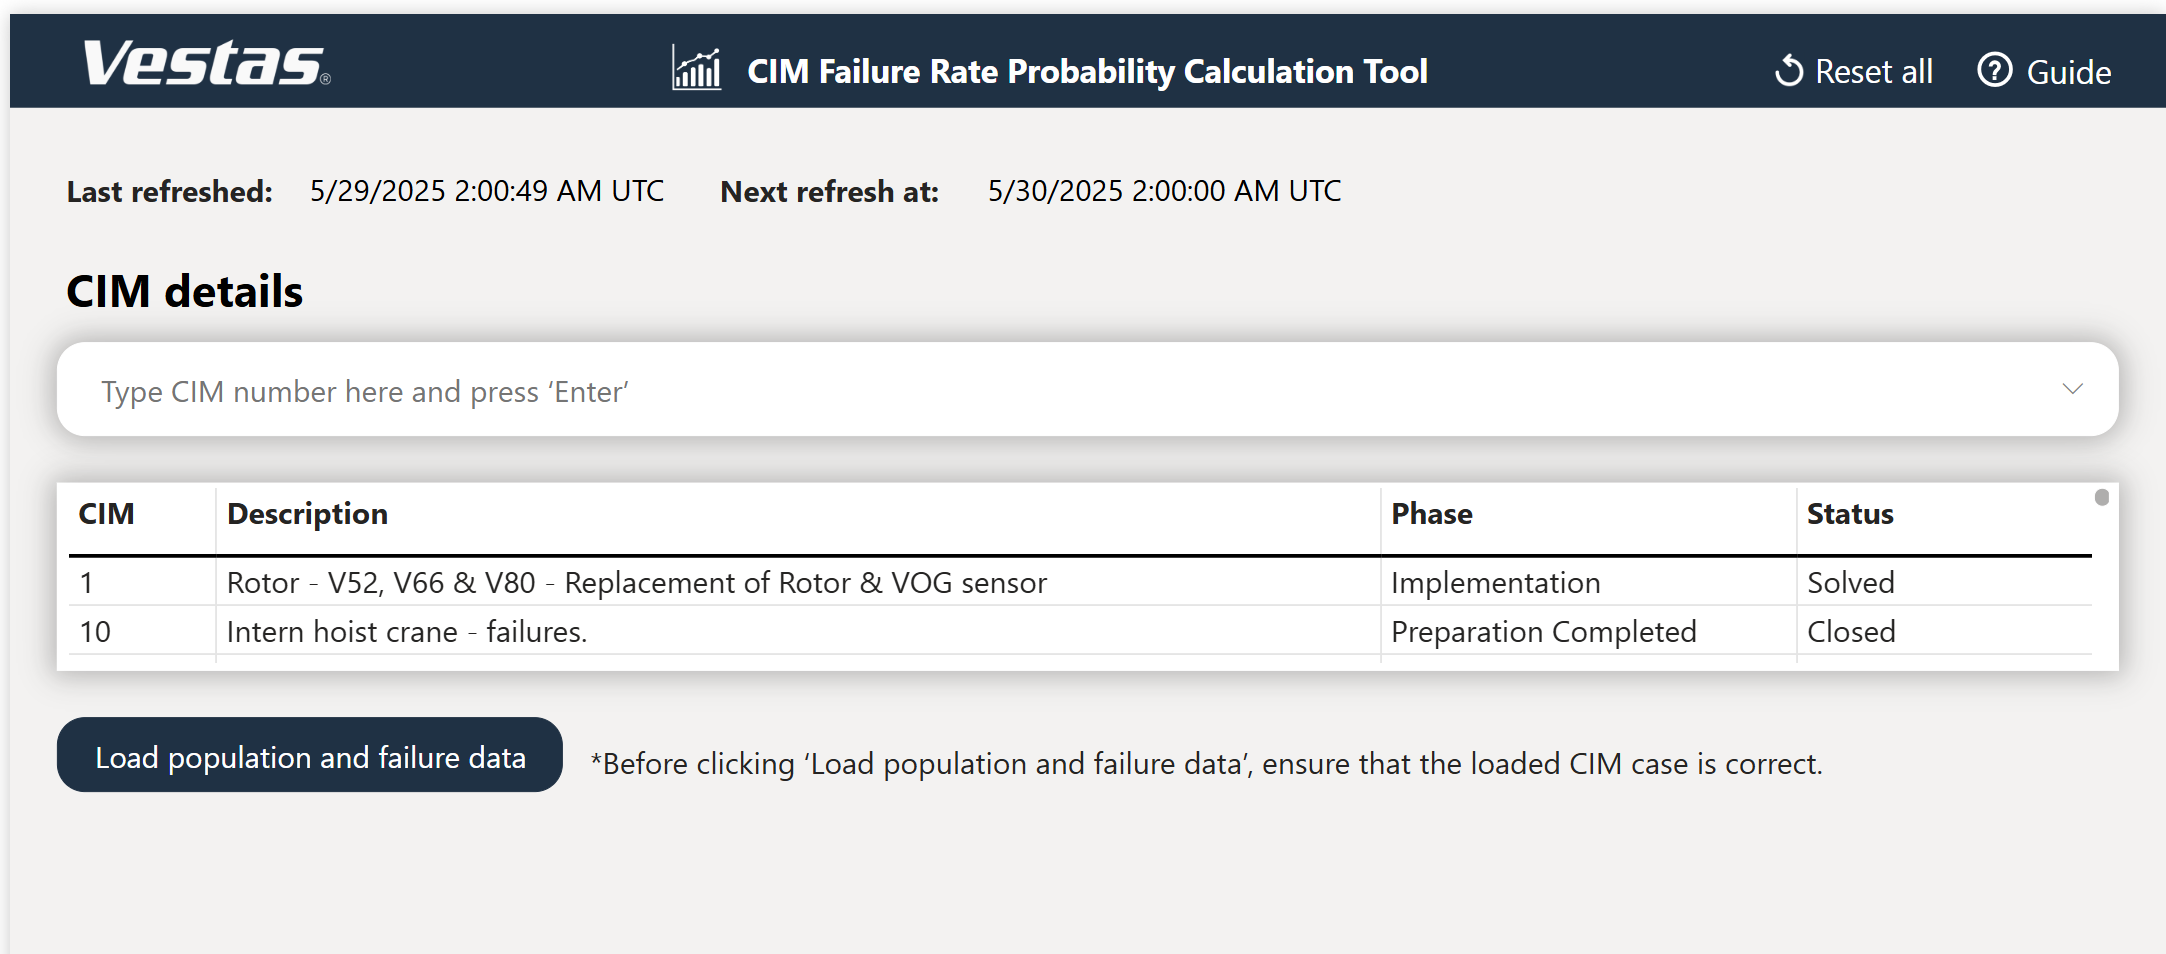 Vestas®
CIM Failure Rate Probability Calculation Tool
Reset all
Guide
Last refreshed: 5/29/2025 2:00:49 AM UTC Next refresh at: 5/30/2025 2:00:00 AM UTC
CIM details
Type CIM number here and press ‘Enter’
CIM Description Phase Status
1 Rotor - V52, V66 & V80 - Replacement of Rotor & VOG sensor Implementation Solved
10 Intern hoist crane - failures. Preparation Completed Closed
Load population and failure data
*Before clicking ‘Load population and failure data’, ensure that the loaded CIM case is correct.